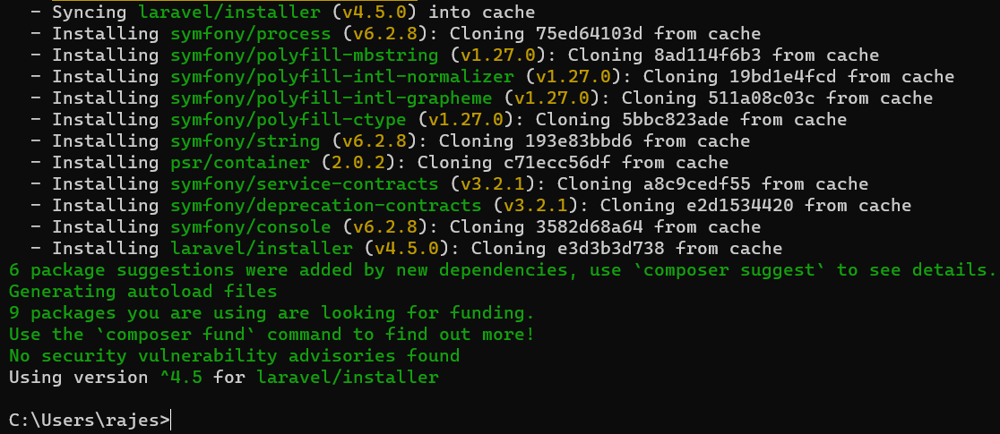 - Syncing laravel/installer (v4.5.0) into cache
- Installing symfony/process (v6.2.8): Cloning 75ed64103d from cache
- Installing symfony/polyfill-mbstring (v1.27.0): Cloning 8ad114f6b3 from cache
- Installing symfony/polyfill-intl-normalizer (v1.27.0): Cloning 19bd1e4fcd from cache
- Installing symfony/polyfill-intl-grapheme (v1.27.0): Cloning 511a08c03c from cache
- Installing symfony/polyfill-ctype (v1.27.0): Cloning 5bbc823ade from cache
- Installing symfony/string (v6.2.8): Cloning 193e83bbd6 from cache
- Installing psr/container (2.0.2): Cloning c71ecc56df from cache
- Installing symfony/service-contracts (v3.2.1): Cloning a8c9cedf55 from cache
- Installing symfony/deprecation-contracts (v3.2.1): Cloning e2d1534420 from cache
- Installing symfony/console (v6.2.8): Cloning 3582d68a64 from cache
- Installing laravel/installer (v4.5.0): Cloning e3d3b3d738 from cache
6 package suggestions were added by new dependencies, use `composer suggest` to see details.
Generating autoload files
9 packages you are using are looking for funding.
Use the `composer fund` command to find out more!
No security vulnerability advisories found
Using version ^4.5 for laravel/installer
C:\Users\rajes>